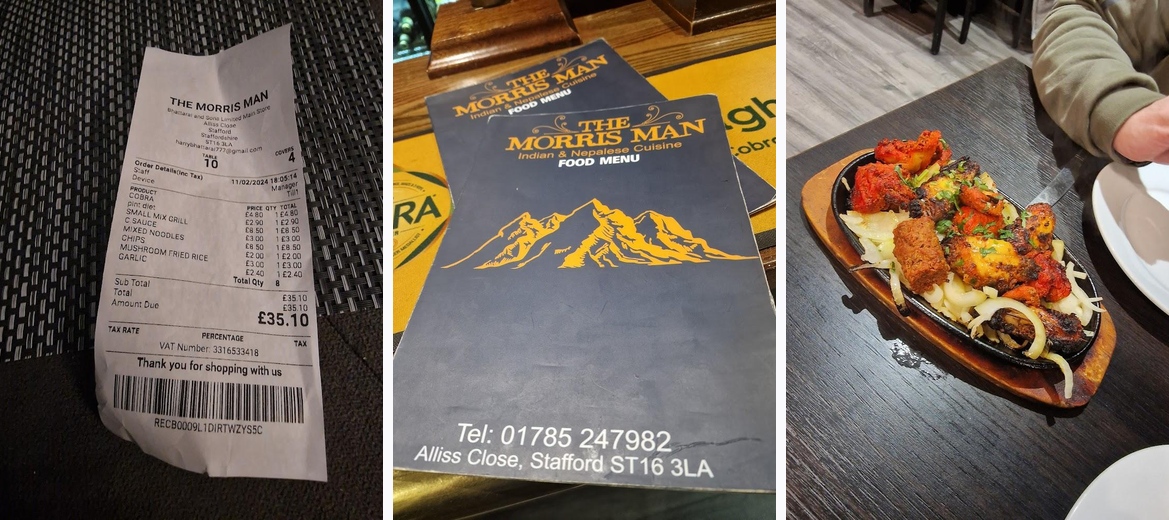 THE MORRIS MAN
Bhattarai and Sons Limited Main Store
Alliss Close
Stafford
Staffordshire
ST16 3LA
TABLE COVERS
10 4
Order Details(Inc Tax) 11/02/2024 18:05:14
Staff Manager
Device Till1
PRODUCT PRICE QTY TOTAL
COBRA £4.80 1 £4.80
pint diet £2.90 1 £2.90
SMALL MIX GRILL £8.50 1 £8.50
C.SAUCE £3.00 1 £3.00
MIXED NOODLES £8.50 1 £8.50
CHIPS £2.00 1 £2.00
MUSHROOM FRIED RICE £3.00 1 £3.00
GARLIC £2.40 1 £2.40
Total Qty 8
Sub Total £35.10
Total £35.10
Amount Due £35.10
TAX RATE PERCENTAGE TAX
VAT Number: 3316533418
Thank you for shopping with us
RECB0009L1DIRTWZYS5C
THE
MORRIS MAN
Indian & Nepalese Cuisine
FOOD MENU
THE
MORRIS MAN
Indian & Nepalese Cuisine
FOOD MENU
Tel: 01785 247982
Alliss Close, Stafford ST16 3LA